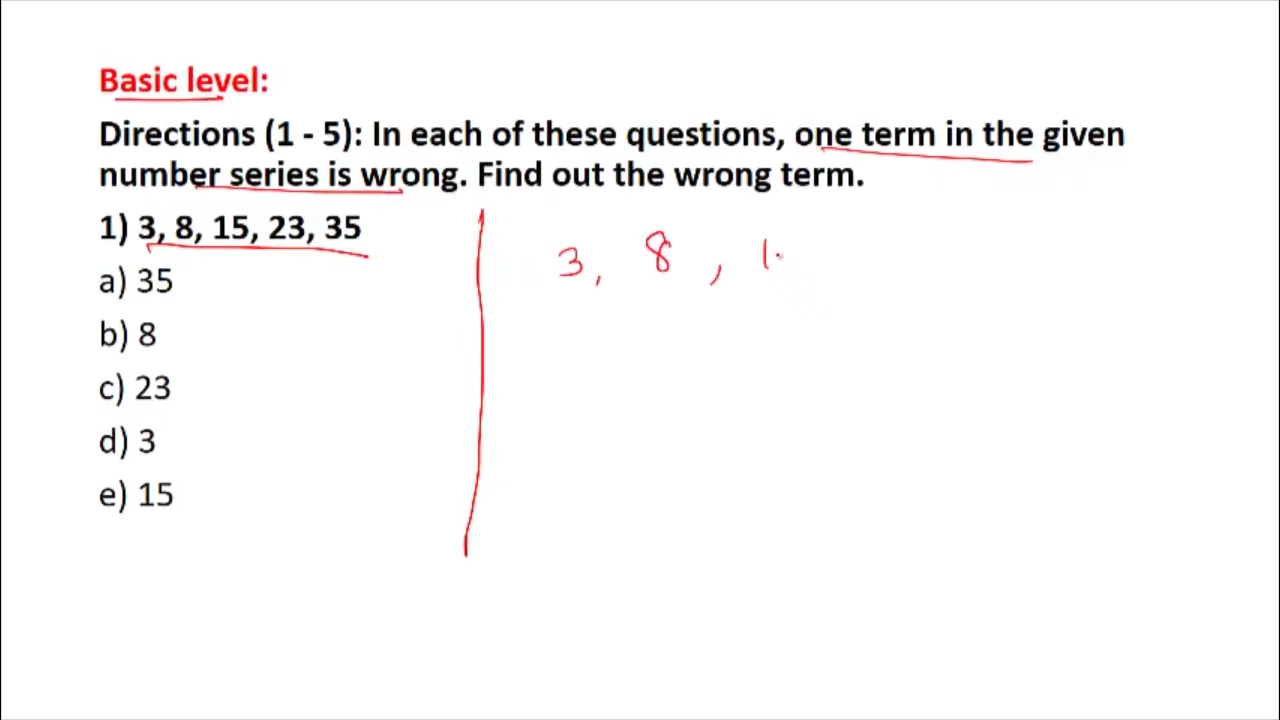 Basic level:
Directions (1 - 5): In each of these questions, one term in the given
number series is wrong. Find out the wrong term.
1) 3, 8, 15, 23, 35
3, 8, 1
a) 35
b) 8
c) 23
d) 3
e) 15